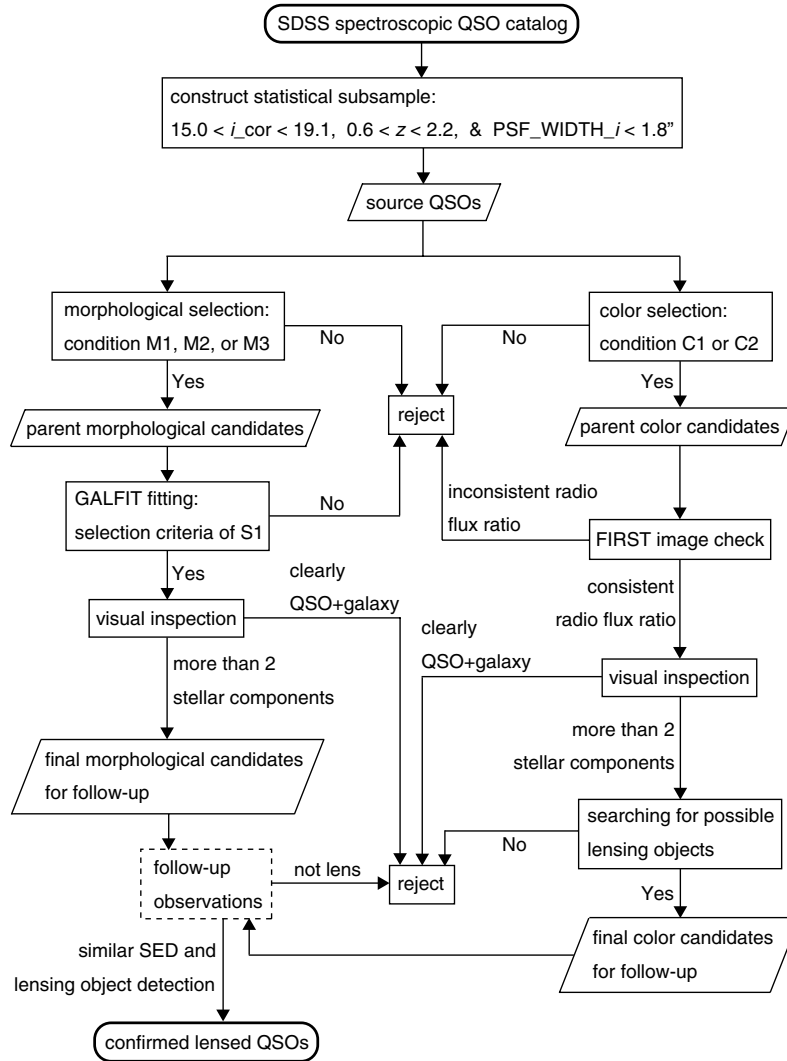 SDSS spectroscopic QSO catalog
construct statistical subsample:
15.0 < i_cor < 19.1, 0.6 < z < 2.2, & PSF_WIDTH_i < 1.8”
source QSOs
morphological selection:
condition M1, M2, or M3
No
Yes
color selection:
condition C1 or C2
No
Yes
reject
parent morphological candidates
parent color candidates
GALFIT fitting:
selection criteria of S1
No
Yes
inconsistent radio
flux ratio
FIRST image check
consistent
radio flux ratio
clearly
QSO+galaxy
visual inspection
more than 2
stellar components
clearly
QSO+galaxy
visual inspection
more than 2
stellar components
final morphological candidates
for follow-up
searching for possible
lensing objects
No
Yes
follow-up
observations
not lens
reject
final color candidates
for follow-up
similar SED and
lensing object detection
confirmed lensed QSOs